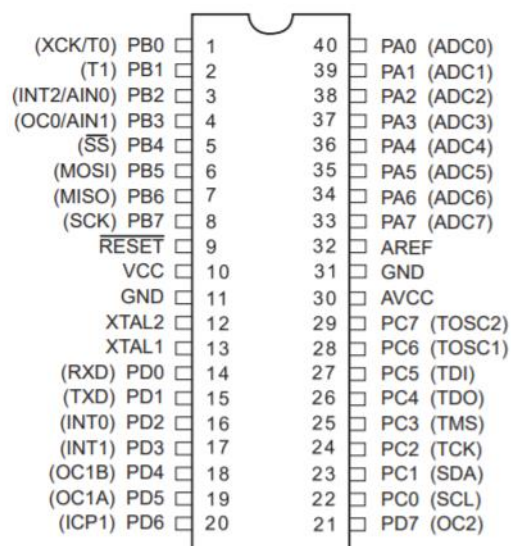 (XCK/T0) PB0 1 40 PA0 (ADC0)
(T1) PB1 2 39 PA1 (ADC1)
(INT2/AIN0) PB2 3 38 PA2 (ADC2)
(OC0/AIN1) PB3 4 37 PA3 (ADC3)
(S̅S̅) PB4 5 36 PA4 (ADC4)
(MOSI) PB5 6 35 PA5 (ADC5)
(MISO) PB6 7 34 PA6 (ADC6)
(SCK) PB7 8 33 PA7 (ADC7)
R̅E̅S̅E̅T̅ 9 32 AREF
VCC 10 31 GND
GND 11 30 AVCC
XTAL2 12 29 PC7 (TOSC2)
XTAL1 13 28 PC6 (TOSC1)
(RXD) PD0 14 27 PC5 (TDI)
(TXD) PD1 15 26 PC4 (TDO)
(INT0) PD2 16 25 PC3 (TMS)
(INT1) PD3 17 24 PC2 (TCK)
(OC1B) PD4 18 23 PC1 (SDA)
(OC1A) PD5 19 22 PC0 (SCL)
(ICP1) PD6 20 21 PD7 (OC2)